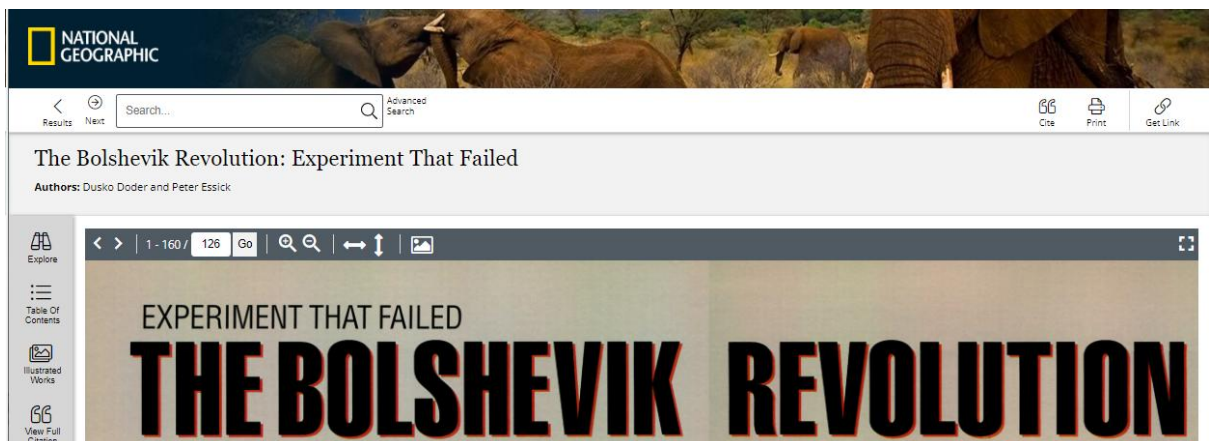 NATIONAL
GEOGRAPHIC
Results
Next
Search...
Advanced
Search
Cite
Print
Get Link
The Bolshevik Revolution: Experiment That Failed
Authors: Dusko Doder and Peter Essick
Explore
1 - 160 / 126 Go
Table Of
Contents
Illustrated
Works
View Full
Citation
EXPERIMENT THAT FAILED
THE BOLSHEVIK REVOLUTION